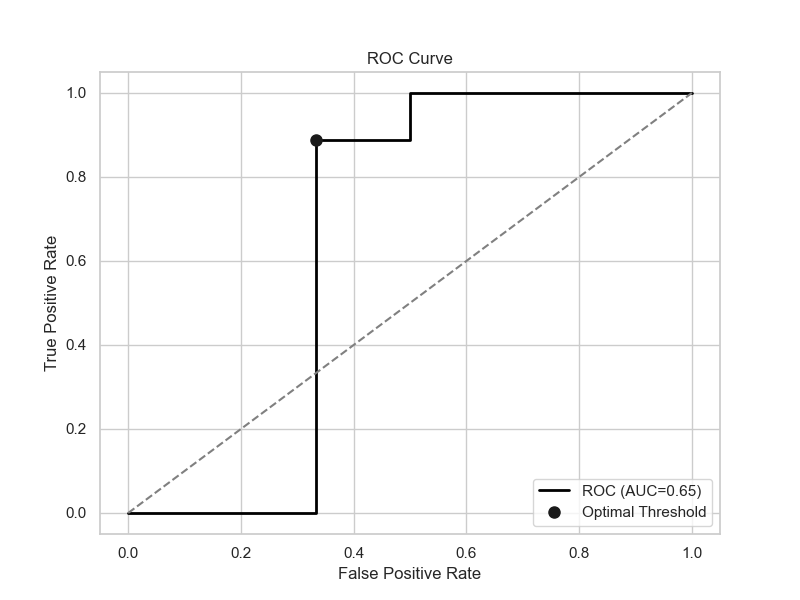 ROC Curve
True Positive Rate
1.0
0.8
0.6
0.4
0.2
0.0
0.0 0.2 0.4 0.6 0.8 1.0
False Positive Rate
ROC (AUC=0.65)
Optimal Threshold